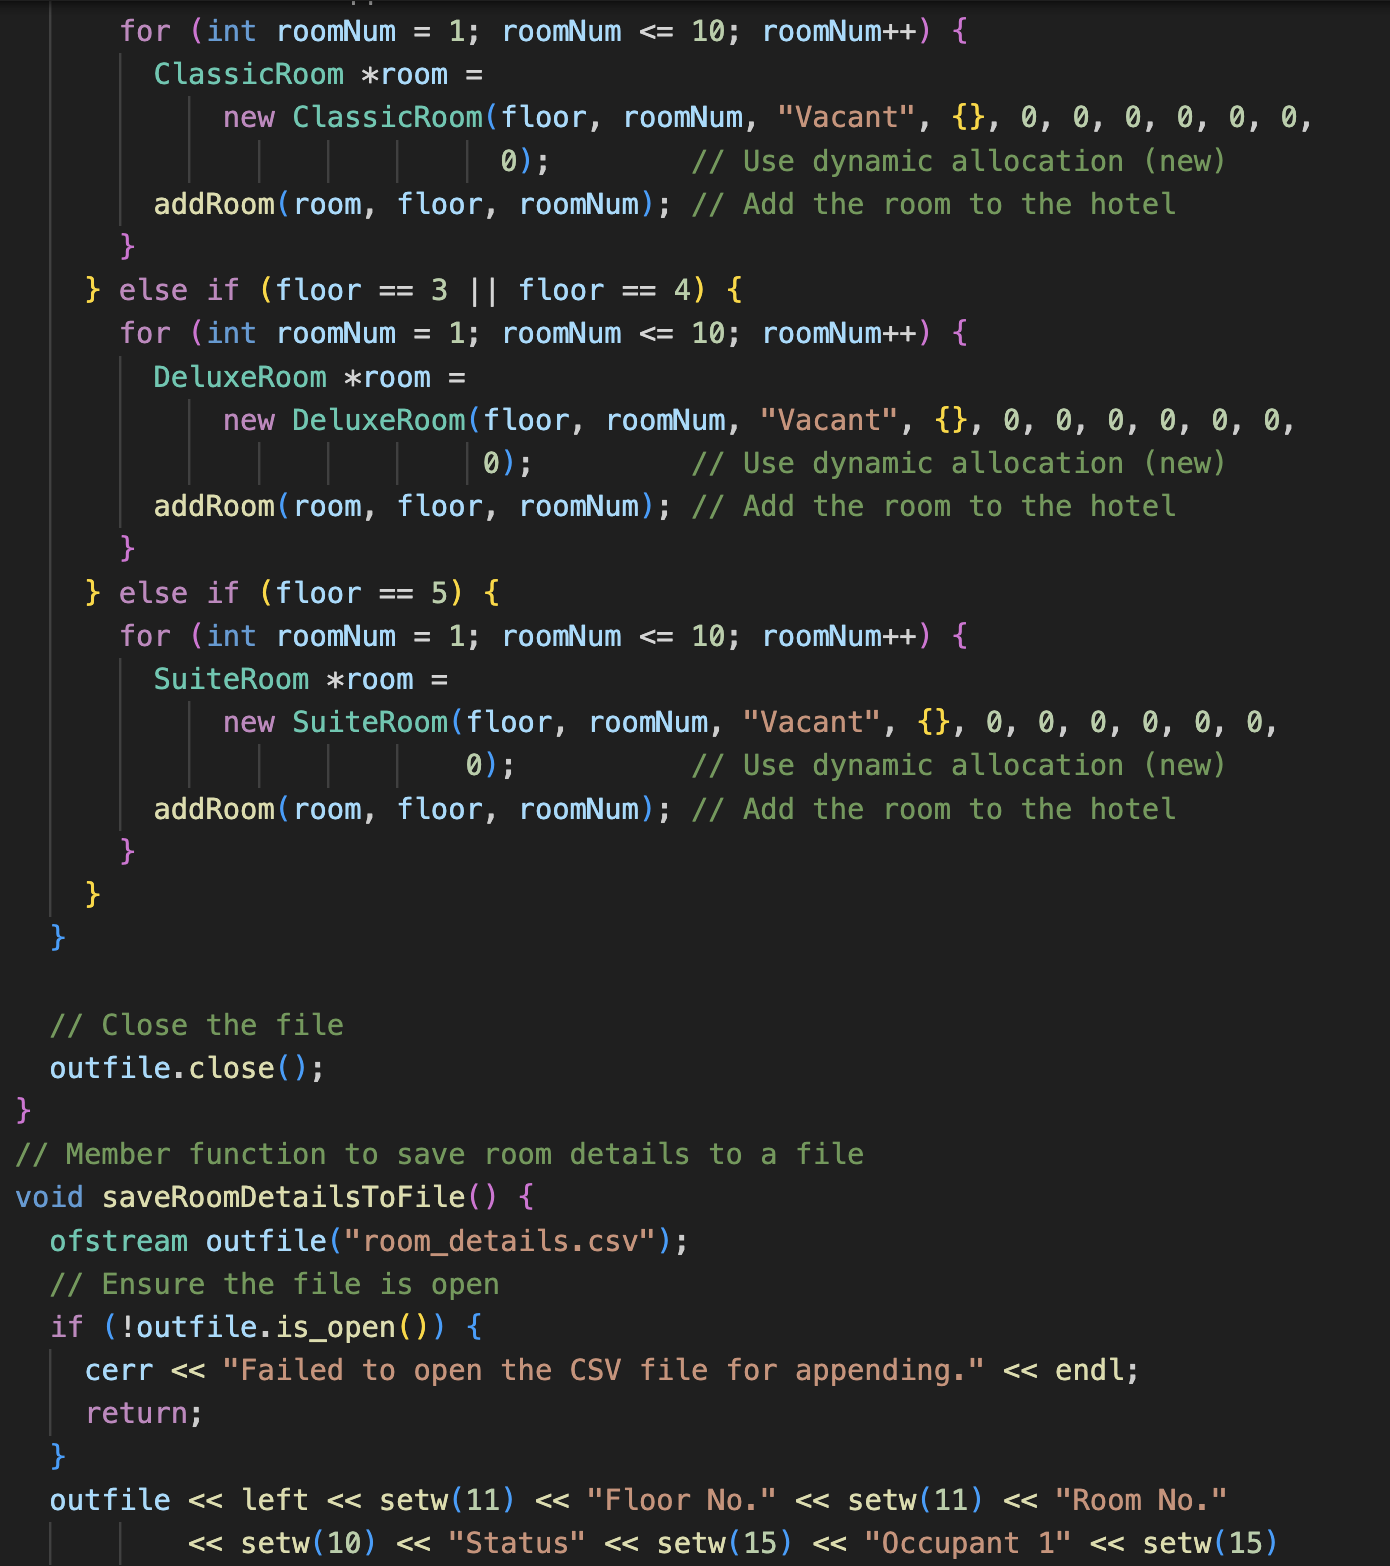 for (int roomNum = 1; roomNum <= 10; roomNum++) {
ClassicRoom *room =
new ClassicRoom(floor, roomNum, "Vacant", {}, 0, 0, 0, 0, 0, 0,
0); // Use dynamic allocation (new)
addRoom(room, floor, roomNum); // Add the room to the hotel
}
} else if (floor == 3 || floor == 4) {
for (int roomNum = 1; roomNum <= 10; roomNum++) {
DeluxeRoom *room =
new DeluxeRoom(floor, roomNum, "Vacant", {}, 0, 0, 0, 0, 0, 0,
0); // Use dynamic allocation (new)
addRoom(room, floor, roomNum); // Add the room to the hotel
}
} else if (floor == 5) {
for (int roomNum = 1; roomNum <= 10; roomNum++) {
SuiteRoom *room =
new SuiteRoom(floor, roomNum, "Vacant", {}, 0, 0, 0, 0, 0, 0,
0); // Use dynamic allocation (new)
addRoom(room, floor, roomNum); // Add the room to the hotel
}
}
}
// Close the file
outfile.close();
}
// Member function to save room details to a file
void saveRoomDetailsToFile() {
ofstream outfile("room_details.csv");
// Ensure the file is open
if (!outfile.is_open()) {
cerr << "Failed to open the CSV file for appending." << endl;
return;
}
outfile << left << setw(11) << "Floor No." << setw(11) << "Room No."
<< setw(10) << "Status" << setw(15) << "Occupant 1" << setw(15)